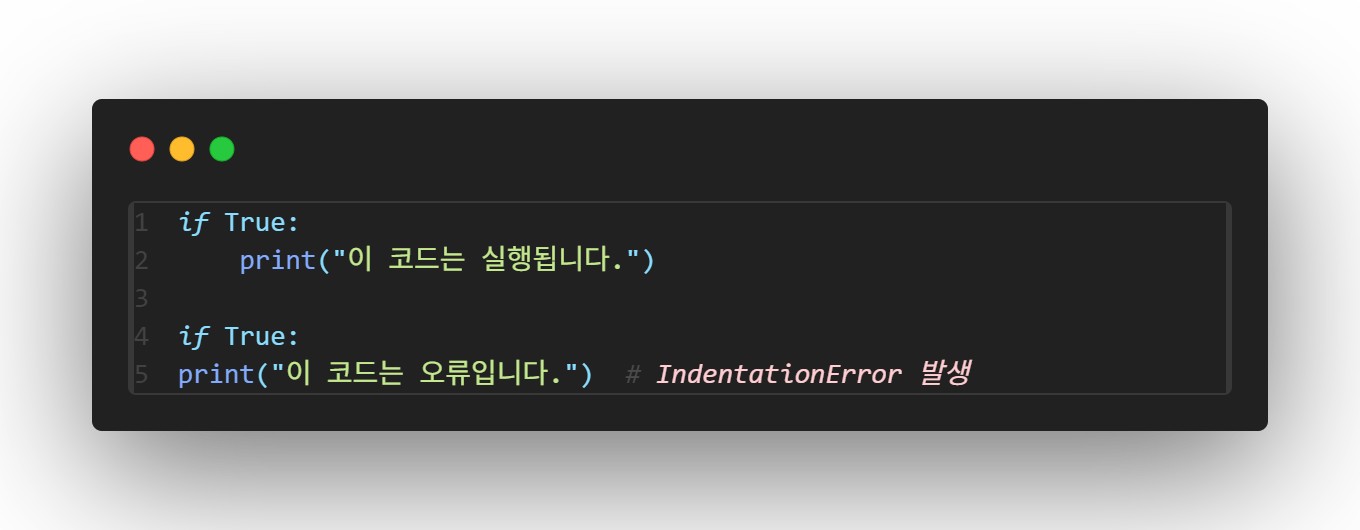 1 if True:
2     print("이 코드는 실행됩니다.")
3
4 if True:
5 print("이 코드는 오류입니다.")  # IndentationError 발생